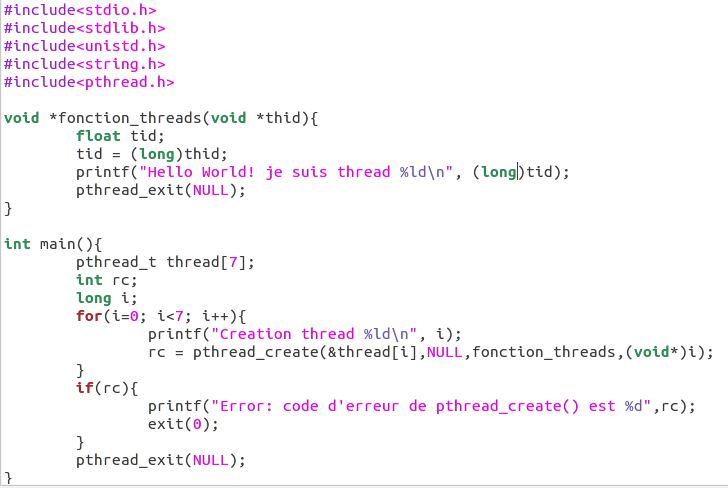 #include<stdio.h>
#include<stdlib.h>
#include<unistd.h>
#include<string.h>
#include<pthread.h>

void *fonction_threads(void *thid){
        float tid;
        tid = (long)thid;
        printf("Hello World! je suis thread %ld\n", (long)tid);
        pthread_exit(NULL);
}

int main(){
        pthread_t thread[7];
        int rc;
        long i;
        for(i=0; i<7; i++){
                printf("Creation thread %ld\n", i);
                rc = pthread_create(&thread[i],NULL,fonction_threads,(void*)i);
        }
        if(rc){
                printf("Error: code d'erreur de pthread_create() est %d",rc);
                exit(0);
        }
        pthread_exit(NULL);
}